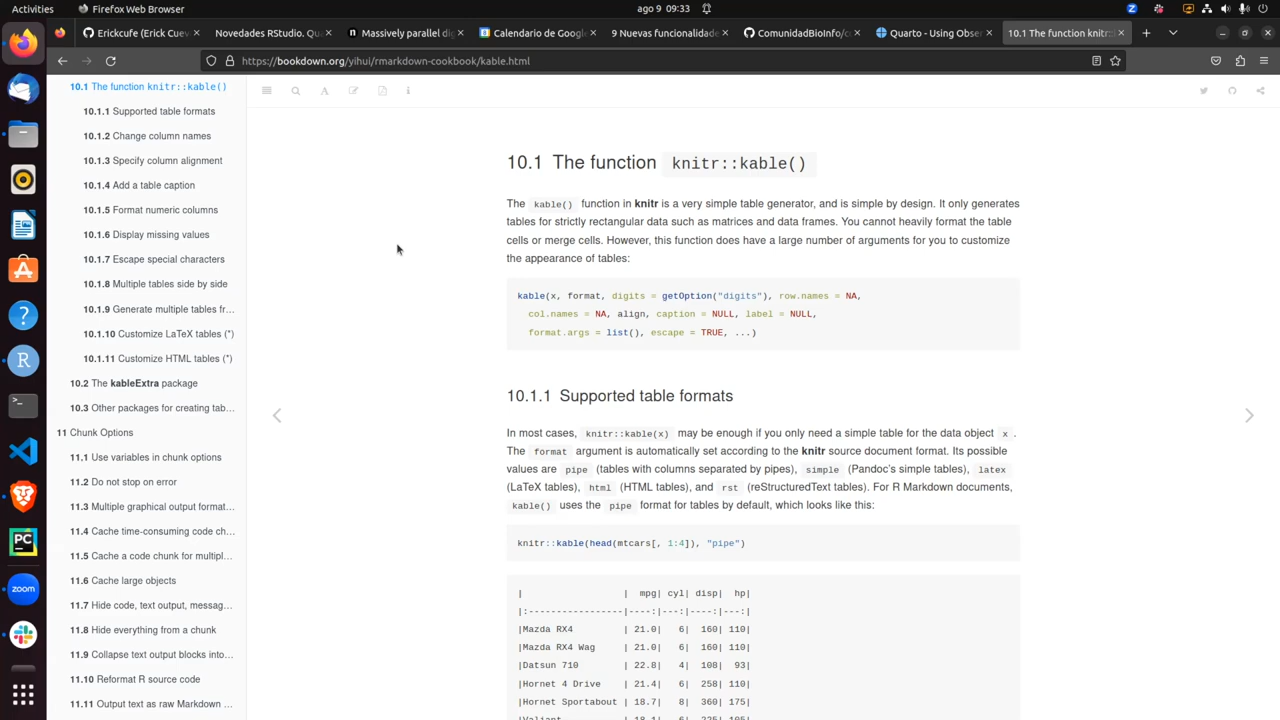 Activities
Firefox Web Browser
ago 9 09:33
Erickcufe (Erick Cuev
Novedades RStudio. Qu
Massively parallel di
Calendario de Google
9 Nuevas funcionalidade
ComunidadBioInfo/c
Quarto - Using Obser
10.1 The function knitr::
https://bookdown.org/yihui/rmarkdown-cookbook/kable.html
10.1 The function knitr::kable()
10.1.1 Supported table formats
10.1.2 Change column names
10.1.3 Specify column alignment
10.1.4 Add a table caption
10.1.5 Format numeric columns
10.1.6 Display missing values
10.1.7 Escape special characters
10.1.8 Multiple tables side by side
10.1.9 Generate multiple tables fr…
10.1.10 Customize LaTeX tables (*)
10.1.11 Customize HTML tables (*)
10.2 The kableExtra package
10.3 Other packages for creating tab…
11 Chunk Options
11.1 Use variables in chunk options
11.2 Do not stop on error
11.3 Multiple graphical output format…
11.4 Cache time-consuming code ch…
11.5 Cache a code chunk for multipl…
11.6 Cache large objects
11.7 Hide code, text output, messag…
11.8 Hide everything from a chunk
11.9 Collapse text output blocks into…
11.10 Reformat R source code
11.11 Output text as raw Markdown …
10.1 The function knitr::kable()
The kable() function in knitr is a very simple table generator, and is simple by design. It only generates
tables for strictly rectangular data such as matrices and data frames. You cannot heavily format the table
cells or merge cells. However, this function does have a large number of arguments for you to customize
the appearance of tables:
kable(x, format, digits = getOption("digits"), row.names = NA,
col.names = NA, align, caption = NULL, label = NULL,
format.args = list(), escape = TRUE, ...)
10.1.1 Supported table formats
In most cases, knitr::kable(x) may be enough if you only need a simple table for the data object x .
The format argument is automatically set according to the knitr source document format. Its possible
values are pipe (tables with columns separated by pipes), simple (Pandoc's simple tables), latex
(LaTeX tables), html (HTML tables), and rst (reStructuredText tables). For R Markdown documents,
kable() uses the pipe format for tables by default, which looks like this:
knitr::kable(head(mtcars[, 1:4]), "pipe")
|                  |  mpg| cyl| disp|  hp|
|:-----------------|----:|---:|----:|---:|
|Mazda RX4         | 21.0|   6|  160| 110|
|Mazda RX4 Wag     | 21.0|   6|  160| 110|
|Datsun 710        | 22.8|   4|  108|  93|
|Hornet 4 Drive    | 21.4|   6|  258| 110|
|Hornet Sportabout | 18.7|   8|  360| 175|
|Valiant           | 18.1|   6|  225| 105|